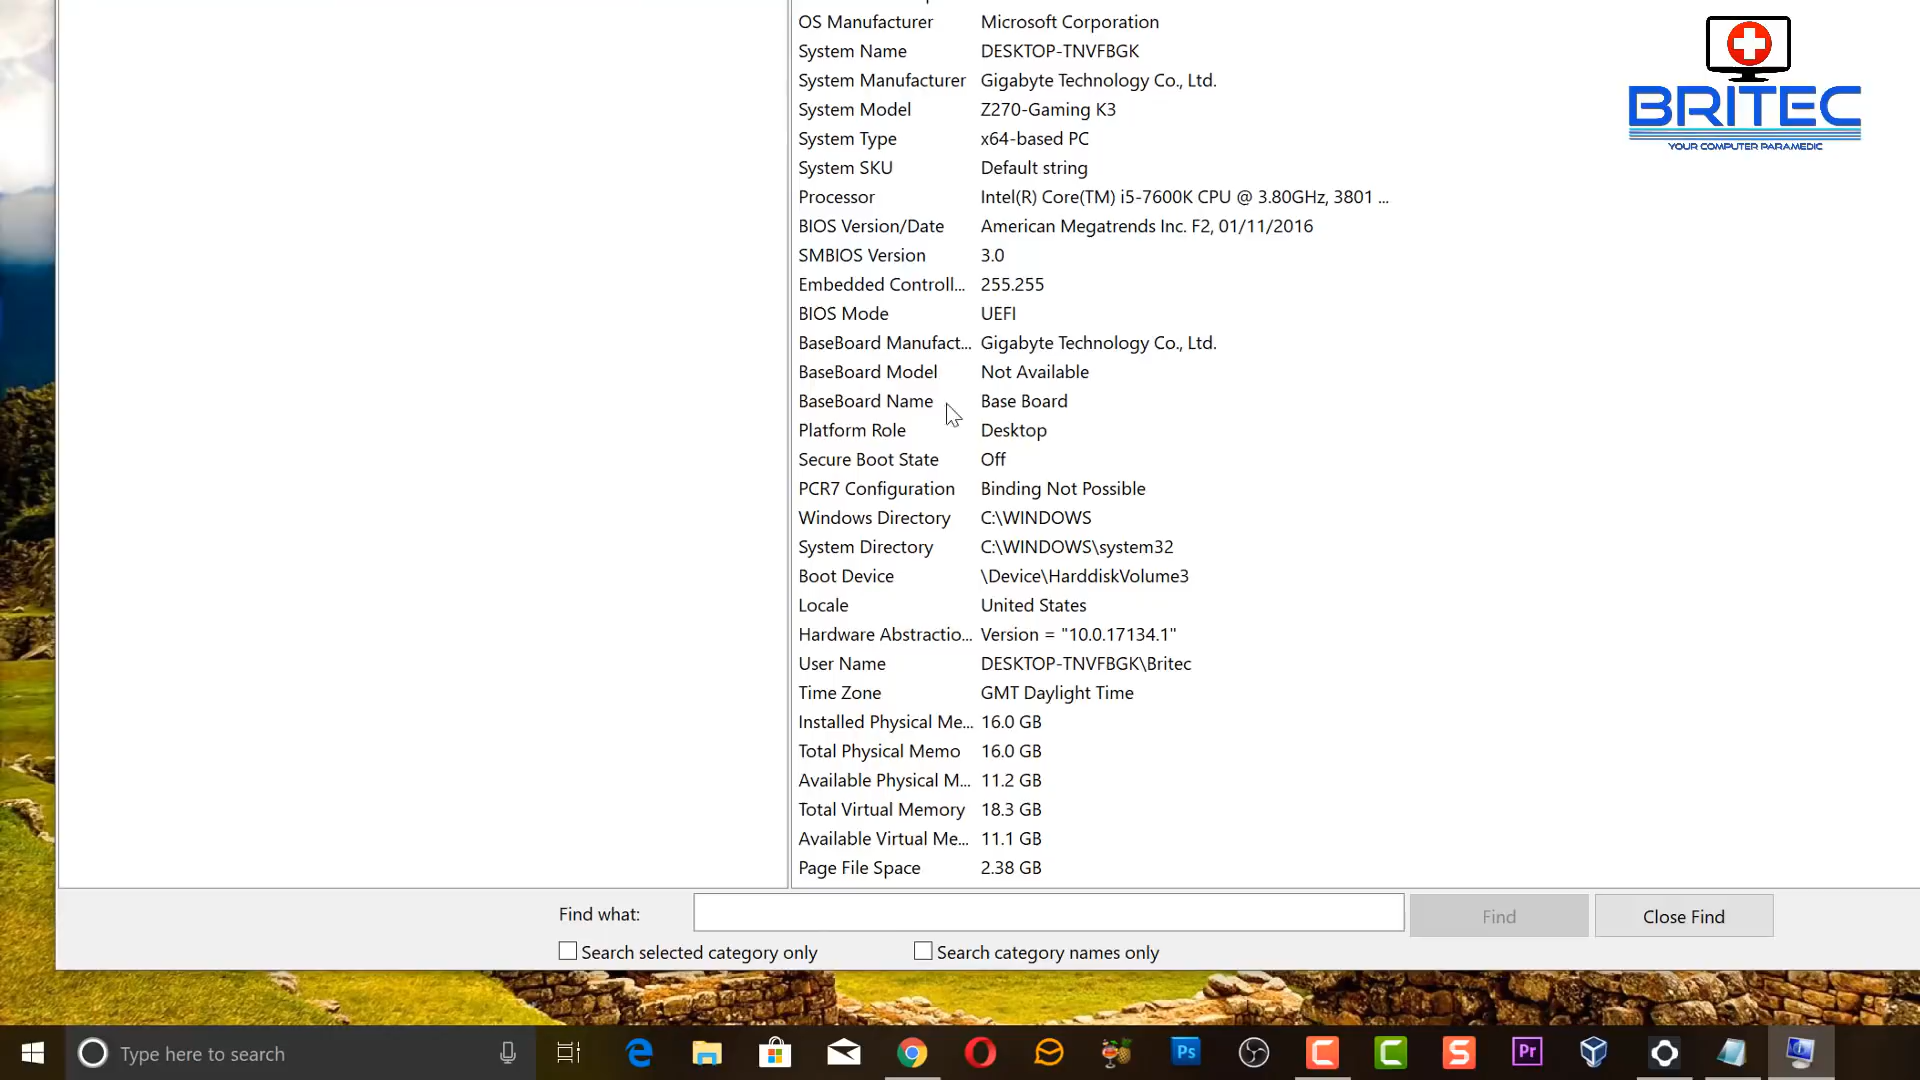 OS Manufacturer Microsoft Corporation
System Name DESKTOP-TNVFBGK
System Manufacturer Gigabyte Technology Co., Ltd.
System Model Z270-Gaming K3
System Type x64-based PC
System SKU Default string
Processor Intel(R) Core(TM) i5-7600K CPU @ 3.80GHz, 3801 ...
BIOS Version/Date American Megatrends Inc. F2, 01/11/2016
SMBIOS Version 3.0
Embedded Controll... 255.255
BIOS Mode UEFI
BaseBoard Manufact... Gigabyte Technology Co., Ltd.
BaseBoard Model Not Available
BaseBoard Name Base Board
Platform Role Desktop
Secure Boot State Off
PCR7 Configuration Binding Not Possible
Windows Directory C:\WINDOWS
System Directory C:\WINDOWS\system32
Boot Device \Device\HarddiskVolume3
Locale United States
Hardware Abstractio... Version = "10.0.17134.1"
User Name DESKTOP-TNVFBGK\Britec
Time Zone GMT Daylight Time
Installed Physical Me... 16.0 GB
Total Physical Memo 16.0 GB
Available Physical M... 11.2 GB
Total Virtual Memory 18.3 GB
Available Virtual Me... 11.1 GB
Page File Space 2.38 GB
BRITEC
YOUR COMPUTER PARAMEDIC
Find what: Find Close Find
Search selected category only Search category names only
Type here to search
Ps
C
C
S
Pr